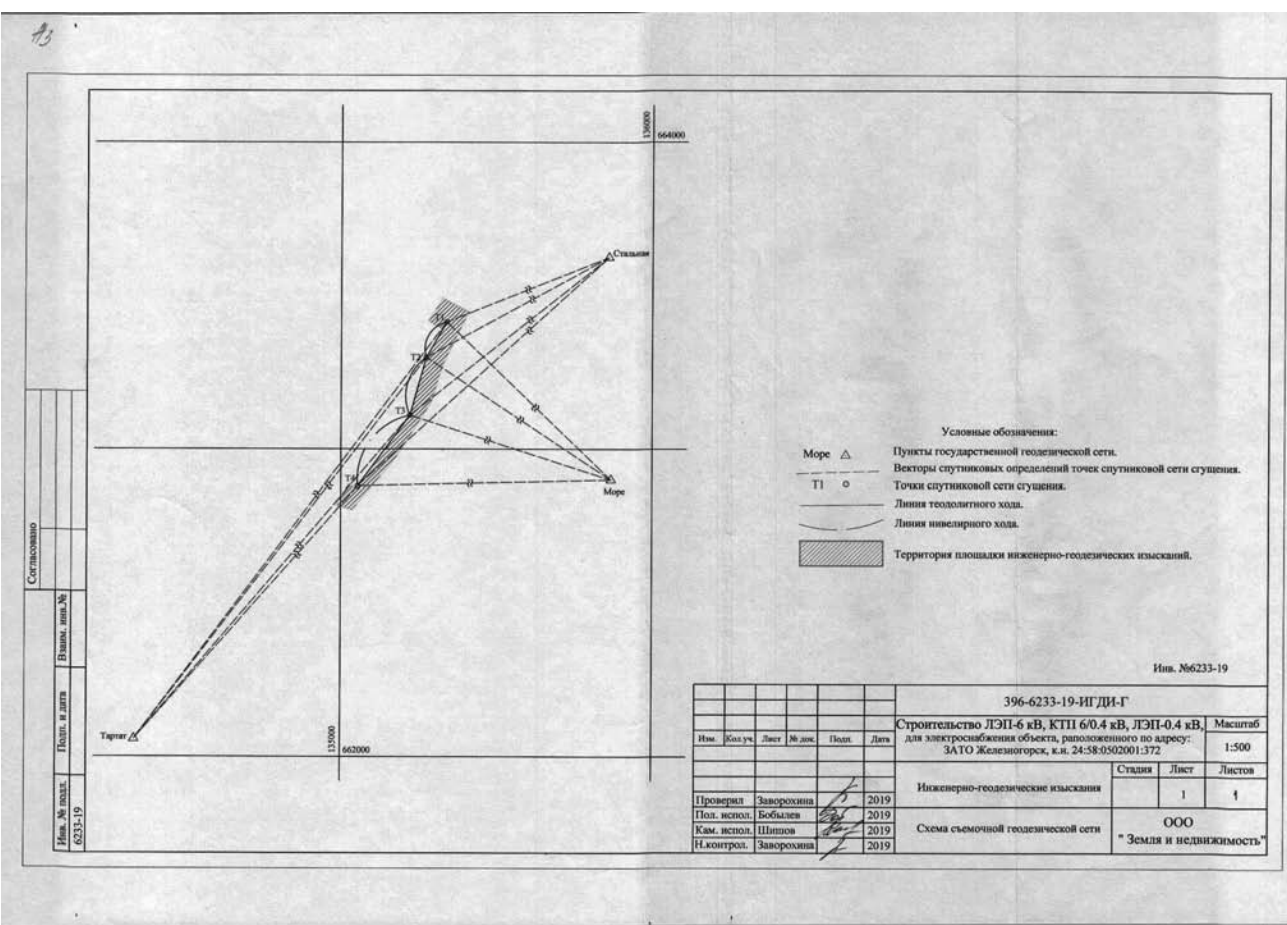 А3
136000
664000
Стальная
Т1
Т2
Т3
Т4
Море
Тартат
135000
662000
Условные обозначения:
Море Пункты государственной геодезической сети.
Векторы спутниковых определений точек спутниковой сети сгущения.
Т1 Точки спутниковой сети сгущения.
Линия теодолитного хода.
Линия нивелирного хода.
Территория площадки инженерно-геодезических изысканий.
Согласовано
Взаим. инв.№
Подп. и дата
Инв. № подл.
6233-19
Инв. №6233-19
396-6233-19-ИГДИ-Г
Строительство ЛЭП-6 кВ, КТП 6/0.4 кВ, ЛЭП-0.4 кВ,
для электроснабжения объекта, раположенного по адресу:
ЗАТО Железногорск, к.н. 24:58:0502001:372
Масштаб
1:500
Изм. Кол.уч. Лист № док. Подп. Дата
Инженерно-геодезические изыскания
Стадия Лист Листов
1 1
Проверил Заворохина 2019
Пол. испол. Бобылев 2019
Кам. испол. Шишов 2019
Н.контрол. Заворохина 2019
Схема съемочной геодезической сети
ООО
" Земля и недвижимость"